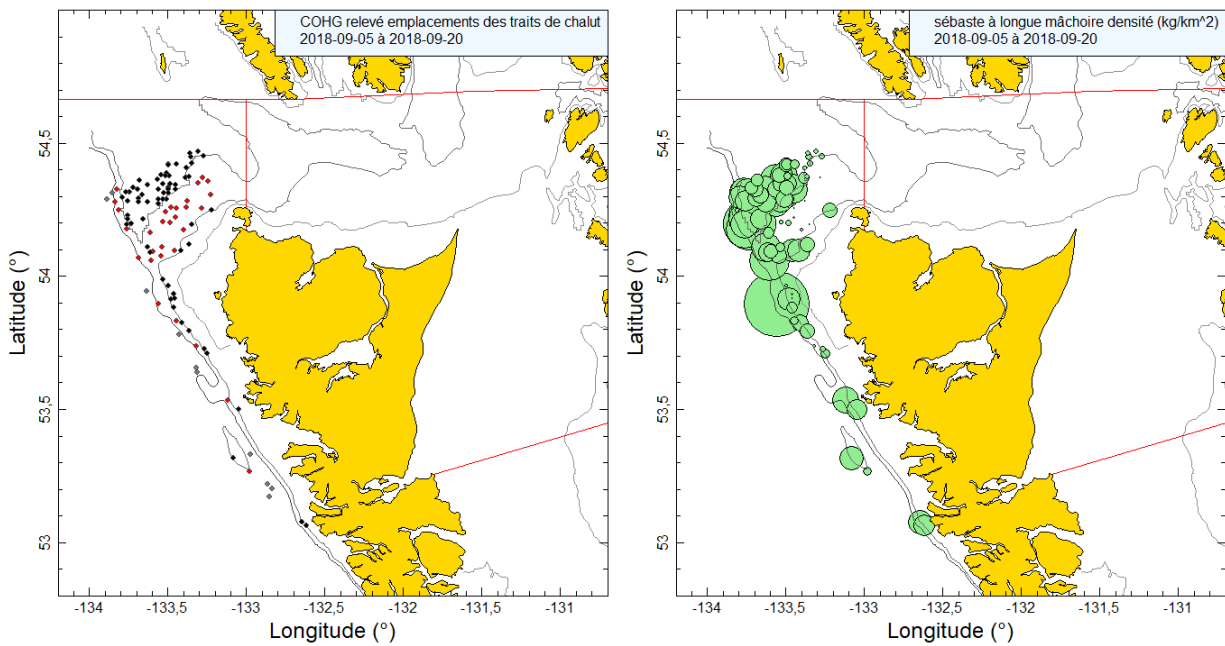 COHG relevé emplacements des traits de chalut
2018-09-05 à 2018-09-20
54,5
54
53,5
53
Latitude (°)
-134
-133,5
-133
-132,5
-132
-131,5
-131
Longitude (°)
sébaste à longue mâchoire densité (kg/km^2)
2018-09-05 à 2018-09-20
54,5
54
53,5
53
Latitude (°)
-134
-133,5
-133
-132,5
-132
-131,5
-131
Longitude (°)